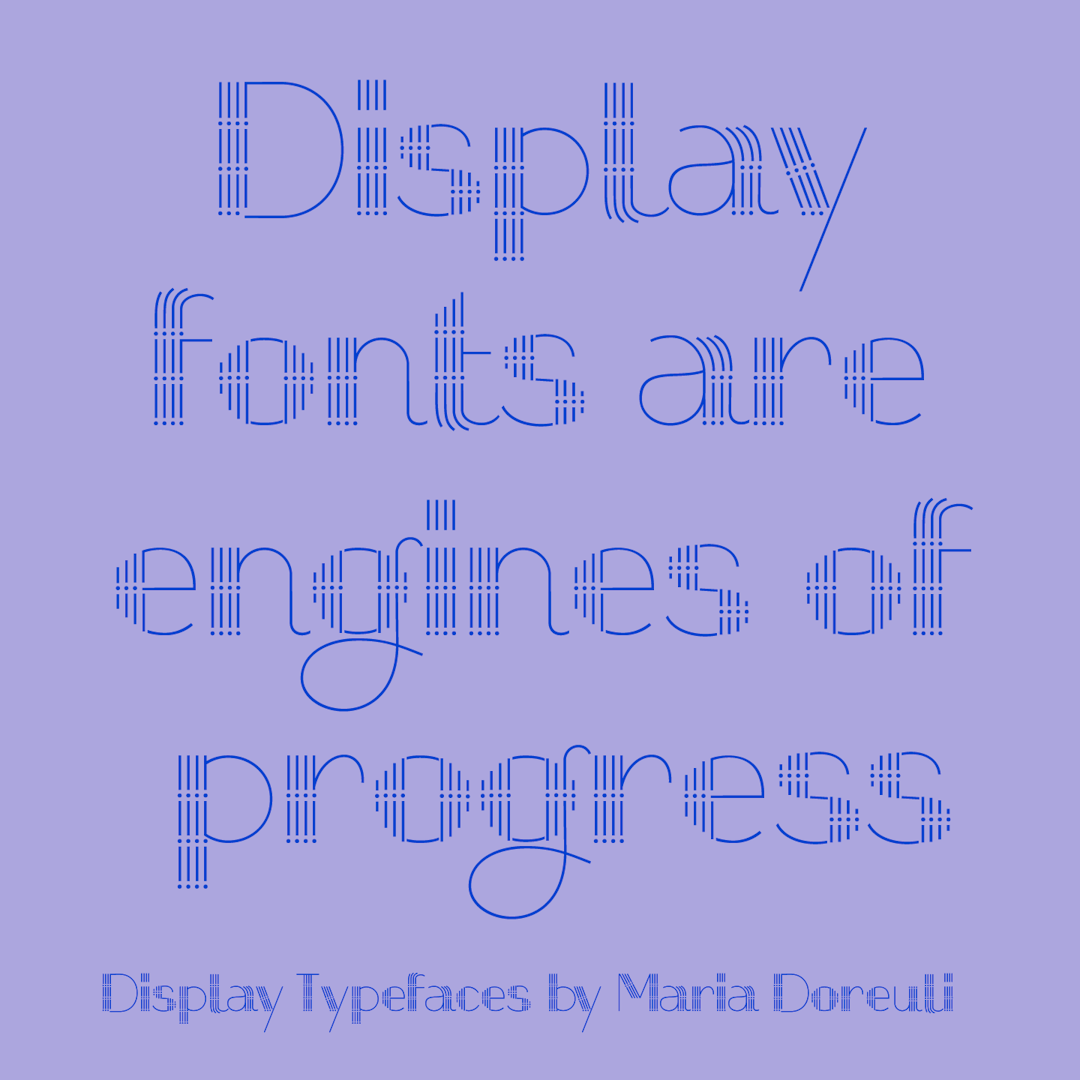 Display
fonts are
engines of
progress
Display Typefaces by Maria Doreuli